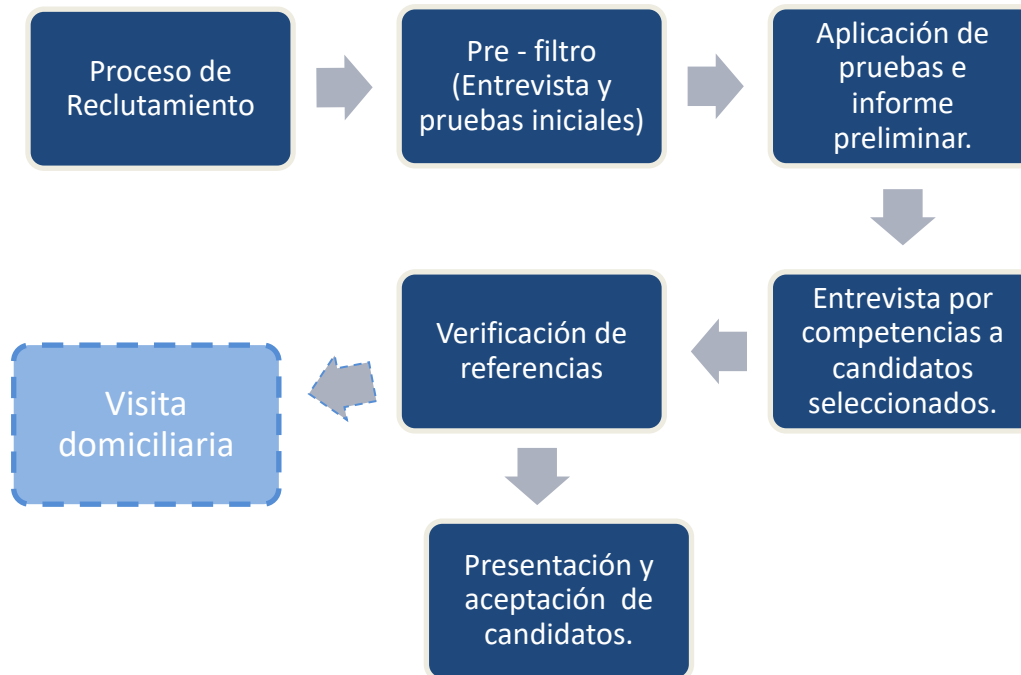 Proceso de
Reclutamiento
Pre - filtro
(Entrevista y
pruebas iniciales)
Aplicación de
pruebas e
informe
preliminar.
Entrevista por
competencias a
candidatos
seleccionados.
Verificación de
referencias
Visita
domiciliaria
Presentación y
aceptación  de
candidatos.